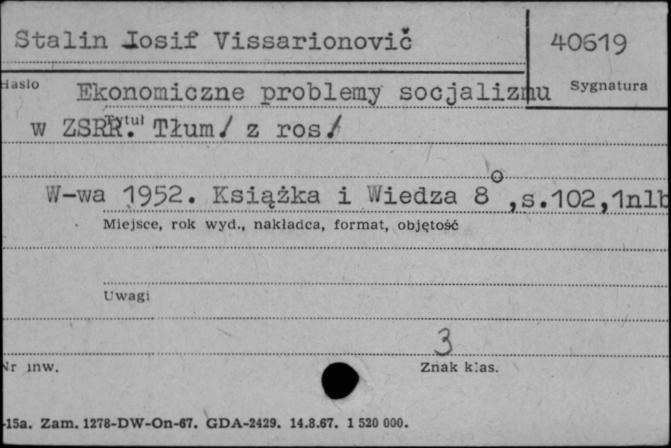 Stalin Iosif Vissarionovič
40619
Hasło
Sygnatura
Ekonomiczne problemy socjalizmu
Tytuł
w ZSRR. Tłum/ z ros/
W-wa 1952. Książka i Wiedza 8°,s.102,1nlb
Miejsce, rok wyd., nakładca, format, objętość
Uwagi
3
Nr inw.
Znak klas.
-15a. Zam. 1278-DW-On-67. GDA-2429. 14.8.67. 1 520 000.